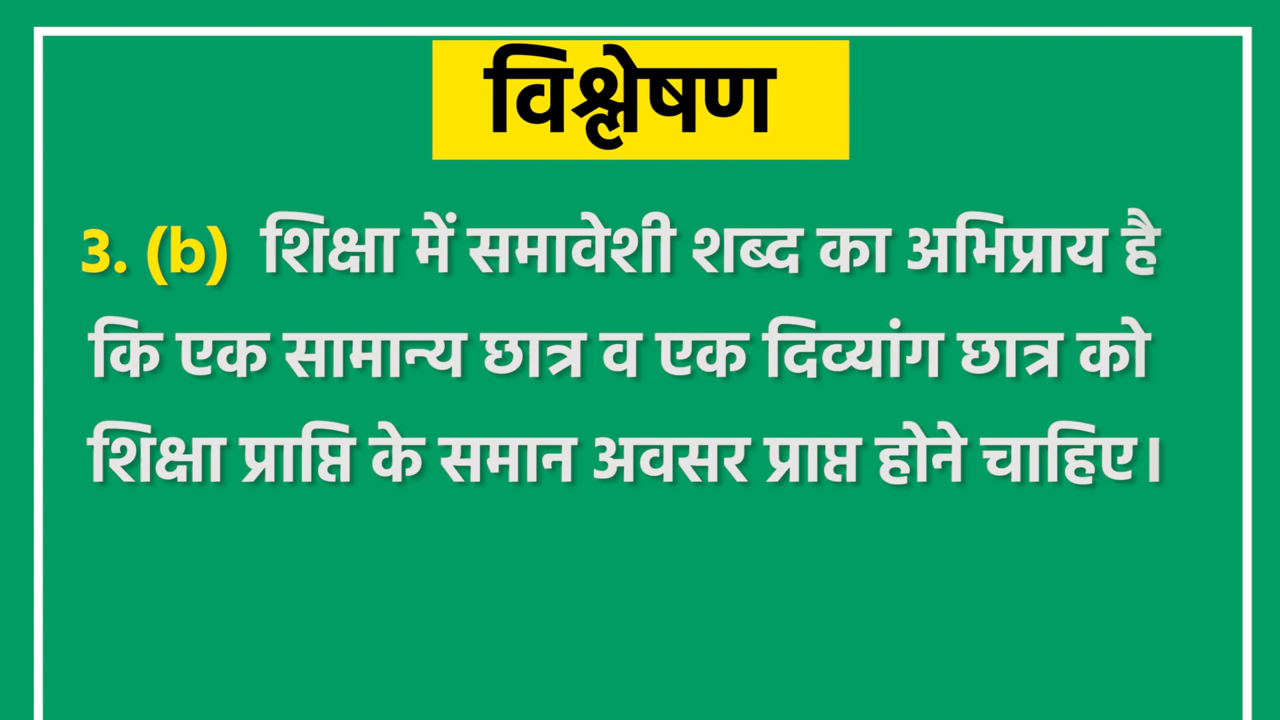 विश्लेषण
3. (b) शिक्षा में समावेशी शब्द का अभिप्राय है
कि एक सामान्य छात्र व एक दिव्यांग छात्र को
शिक्षा प्राप्ति के समान अवसर प्राप्त होने चाहिए।